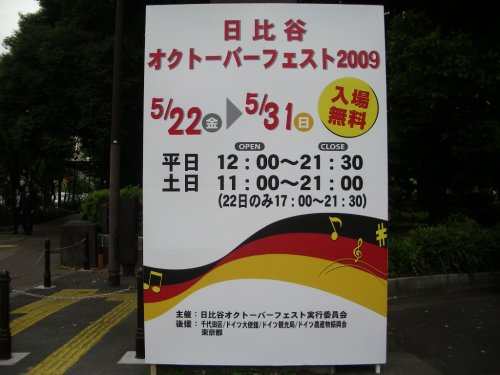 日比谷
オクトーバーフェスト2009
5/22金 5/31日
入場
無料
OPEN CLOSE
平日 12：00～21：30
土日 11：00～21：00
(22日のみ17：00～21：30)
主催：日比谷オクトーバーフェスト実行委員会
後援：千代田区/ドイツ大使館/ドイツ観光局/ドイツ農産物振興会
東京都